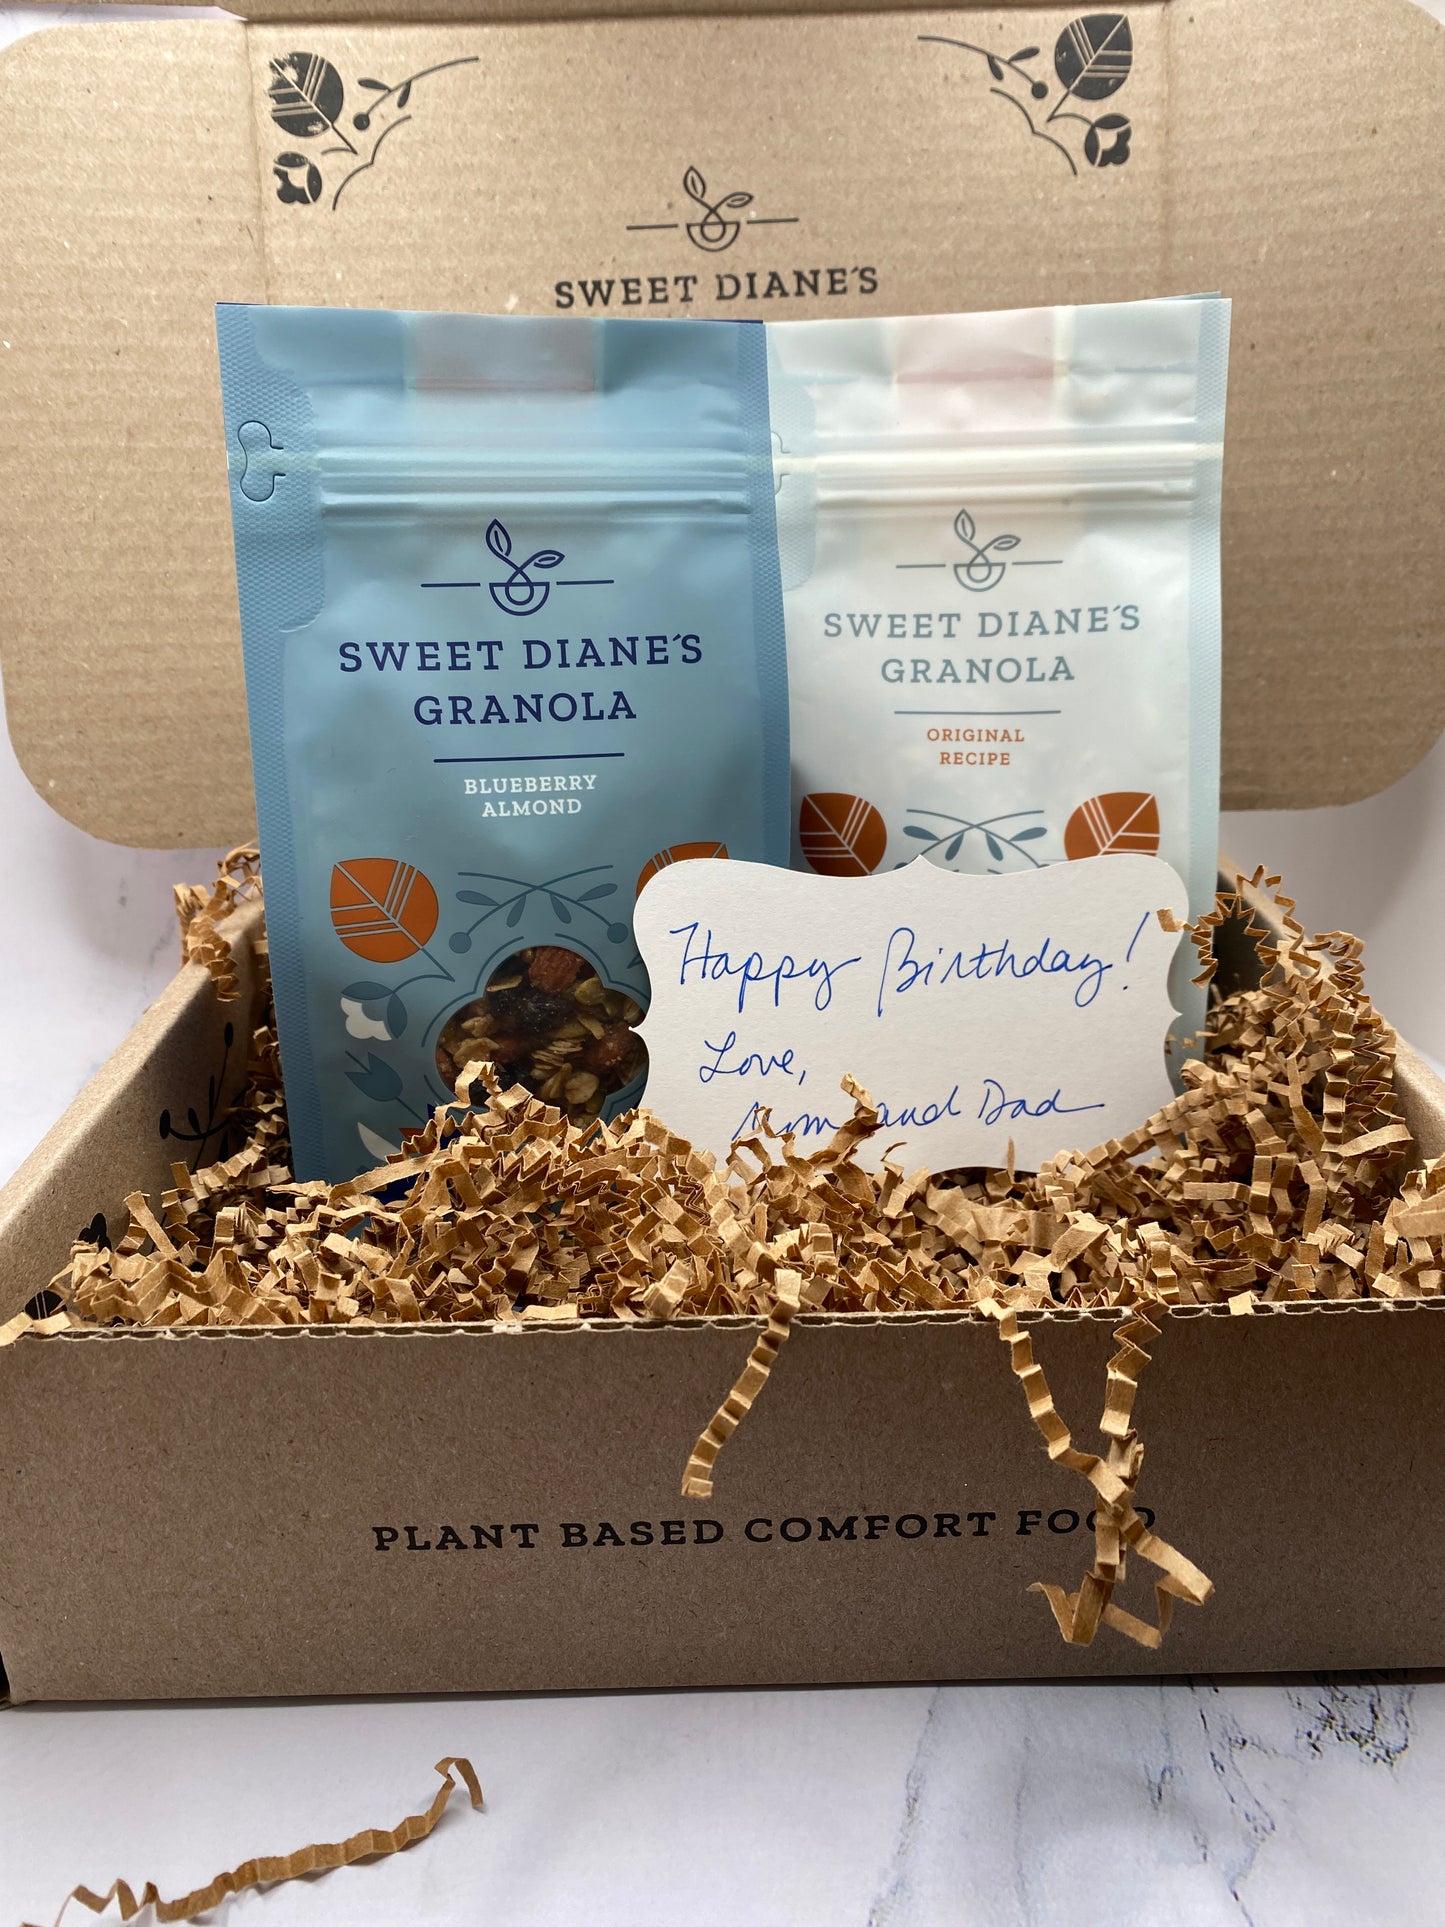 SWEET DIANE'S
SWEET DIANE'S
GRANOLA
BLUEBERRY
ALMOND
SWEET DIANE'S
GRANOLA
ORIGINAL
RECIPE
Happy Birthday!
Love,
Mom and Dad
PLANT BASED COMFORT FOOD